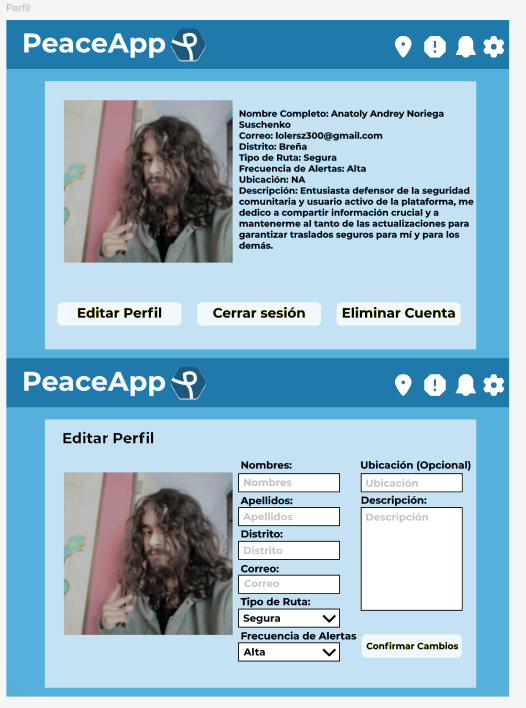 Perfil
PeaceApp
Nombre Completo: Anatoly Andrey Noriega
Suschenko
Correo: lolersz300@gmail.com
Distrito: Breña
Tipo de Ruta: Segura
Frecuencia de Alertas: Alta
Ubicación: NA
Descripción: Entusiasta defensor de la seguridad
comunitaria y usuario activo de la plataforma, me
dedico a compartir información crucial y a
mantenerme al tanto de las actualizaciones para
garantizar traslados seguros para mí y para los
demás.
Editar Perfil
Cerrar sesión
Eliminar Cuenta
PeaceApp
Editar Perfil
Nombres:
Nombres
Apellidos:
Apellidos
Distrito:
Distrito
Correo:
Correo
Tipo de Ruta:
Segura
Frecuencia de Alertas
Alta
Ubicación (Opcional)
Ubicación
Descripción:
Descripción
Confirmar Cambios